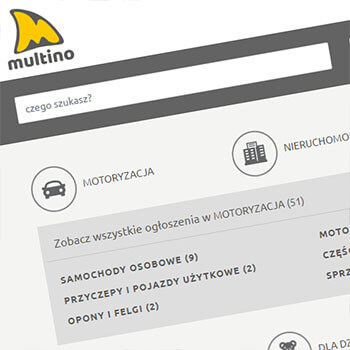 multino
czego szukasz?
MOTORYZACJA
NIERUCHOMO
Zobacz wszystkie ogłoszenia w MOTORYZACJA (51)
SAMOCHODY OSOBOWE (9)
MOTO
PRZYCZEPY I POJAZDY UŻYTKOWE (2)
CZĘŚ
OPONY I FELGI (2)
SPRZ
DLA DZ